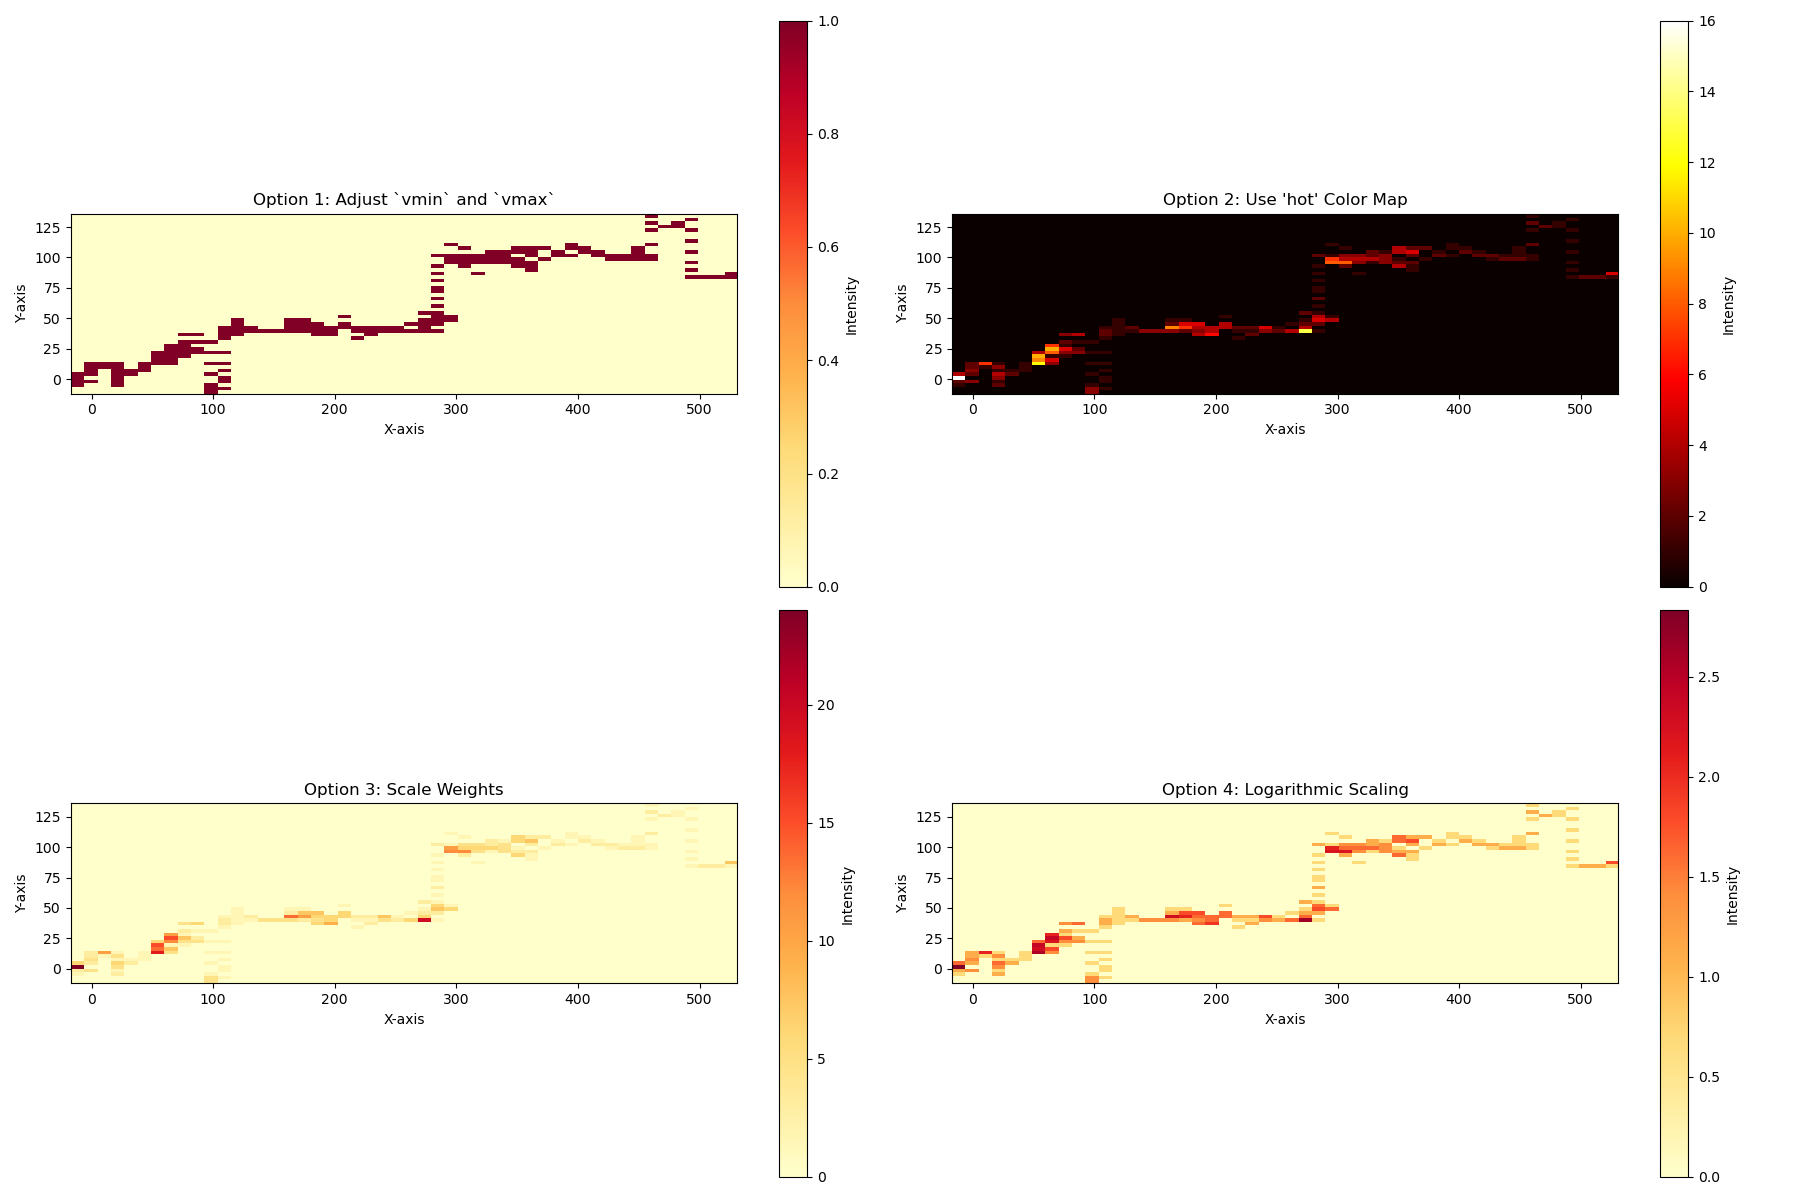 Option 1: Adjust `vmin` and `vmax`
Y-axis
125
100
75
50
25
0
0 100 200 300 400 500
X-axis
1.0
0.8
0.6
0.4
0.2
0.0
Intensity
Option 2: Use 'hot' Color Map
Y-axis
125
100
75
50
25
0
0 100 200 300 400 500
X-axis
16
14
12
10
8
6
4
2
0
Intensity
Option 3: Scale Weights
Y-axis
125
100
75
50
25
0
0 100 200 300 400 500
X-axis
20
15
10
5
0
Intensity
Option 4: Logarithmic Scaling
Y-axis
125
100
75
50
25
0
0 100 200 300 400 500
X-axis
2.5
2.0
1.5
1.0
0.5
0.0
Intensity